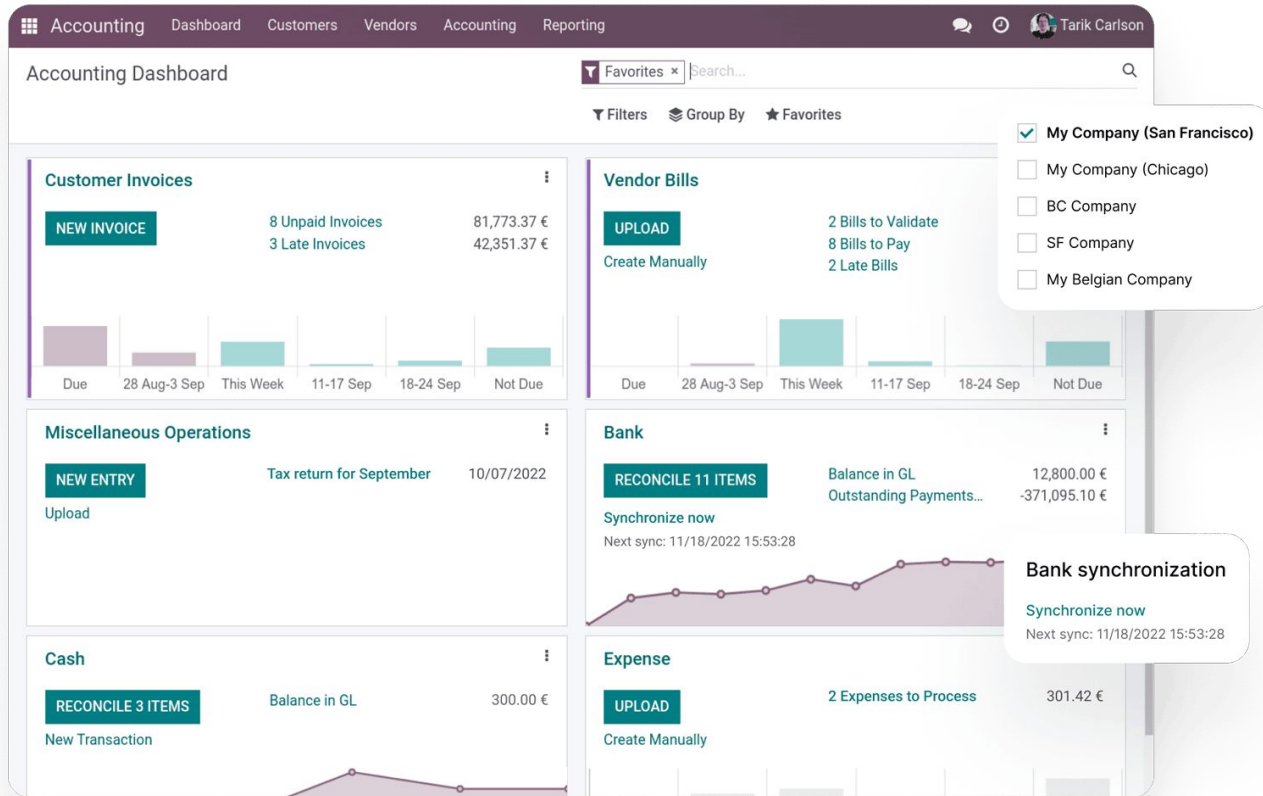 Accounting Dashboard Customers Vendors Accounting Reporting Tarik Carlson
Accounting Dashboard
Favorites × Search...
Filters Group By Favorites
My Company (San Francisco)
My Company (Chicago)
BC Company
SF Company
My Belgian Company
Customer Invoices
NEW INVOICE
8 Unpaid Invoices 81,773.37 €
3 Late Invoices 42,351.37 €
Due 28 Aug-3 Sep This Week 11-17 Sep 18-24 Sep Not Due
Vendor Bills
UPLOAD
Create Manually
2 Bills to Validate
8 Bills to Pay
2 Late Bills
Due 28 Aug-3 Sep This Week 11-17 Sep 18-24 Sep Not Due
Miscellaneous Operations
NEW ENTRY
Upload
Tax return for September 10/07/2022
Bank
RECONCILE 11 ITEMS
Synchronize now
Next sync: 11/18/2022 15:53:28
Balance in GL 12,800.00 €
Outstanding Payments... -371,095.10 €
Bank synchronization
Synchronize now
Next sync: 11/18/2022 15:53:28
Cash
RECONCILE 3 ITEMS
New Transaction
Balance in GL 300.00 €
Expense
UPLOAD
Create Manually
2 Expenses to Process 301.42 €